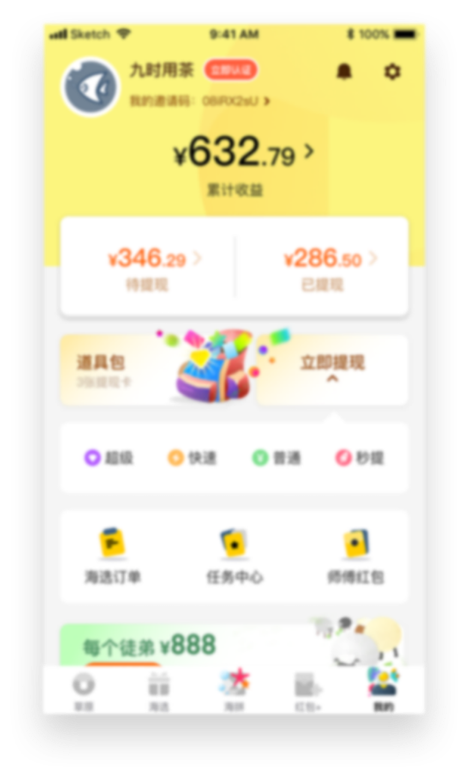 Sketch 9:41 AM 100%
九时用茶 立即认证
我的邀请码: 08iRX2sU
¥632.79
累计收益
¥346.29 ¥286.50
待提现 已提现
道具包 立即提现
3张提现卡
超级 快速 普通 秒提
海选订单 任务中心 师傅红包
每个徒弟 ¥888
海选 海拼 红包+ 我的